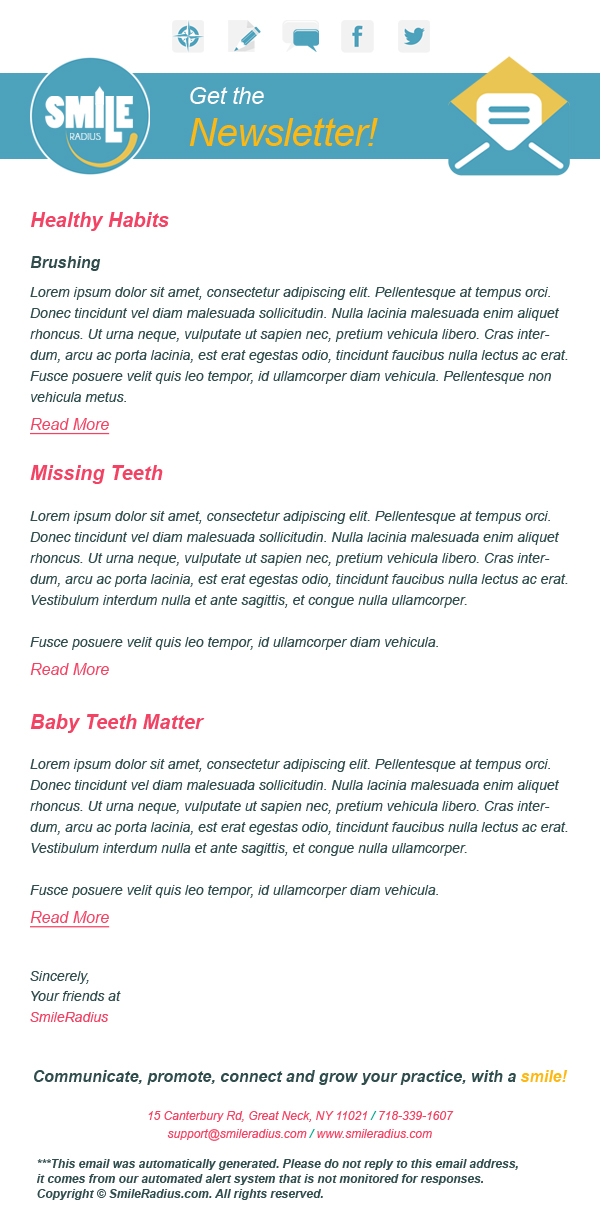 SMILE
RADIUS
Get the
Newsletter!
Healthy Habits
Brushing
Lorem ipsum dolor sit amet, consectetur adipiscing elit. Pellentesque at tempus orci.
Donec tincidunt vel diam malesuada sollicitudin. Nulla lacinia malesuada enim aliquet
rhoncus. Ut urna neque, vulputate ut sapien nec, pretium vehicula libero. Cras inter-
dum, arcu ac porta lacinia, est erat egestas odio, tincidunt faucibus nulla lectus ac erat.
Fusce posuere velit quis leo tempor, id ullamcorper diam vehicula. Pellentesque non
vehicula metus.
Read More
Missing Teeth
Lorem ipsum dolor sit amet, consectetur adipiscing elit. Pellentesque at tempus orci.
Donec tincidunt vel diam malesuada sollicitudin. Nulla lacinia malesuada enim aliquet
rhoncus. Ut urna neque, vulputate ut sapien nec, pretium vehicula libero. Cras inter-
dum, arcu ac porta lacinia, est erat egestas odio, tincidunt faucibus nulla lectus ac erat.
Vestibulum interdum nulla et ante sagittis, et congue nulla ullamcorper.
Fusce posuere velit quis leo tempor, id ullamcorper diam vehicula.
Read More
Baby Teeth Matter
Lorem ipsum dolor sit amet, consectetur adipiscing elit. Pellentesque at tempus orci.
Donec tincidunt vel diam malesuada sollicitudin. Nulla lacinia malesuada enim aliquet
rhoncus. Ut urna neque, vulputate ut sapien nec, pretium vehicula libero. Cras inter-
dum, arcu ac porta lacinia, est erat egestas odio, tincidunt faucibus nulla lectus ac erat.
Vestibulum interdum nulla et ante sagittis, et congue nulla ullamcorper.
Fusce posuere velit quis leo tempor, id ullamcorper diam vehicula.
Read More
Sincerely,
Your friends at
SmileRadius
Communicate, promote, connect and grow your practice, with a smile!
15 Canterbury Rd, Great Neck, NY 11021 / 718-339-1607
support@smileradius.com / www.smileradius.com
***This email was automatically generated. Please do not reply to this email address,
it comes from our automated alert system that is not monitored for responses.
Copyright © SmileRadius.com. All rights reserved.